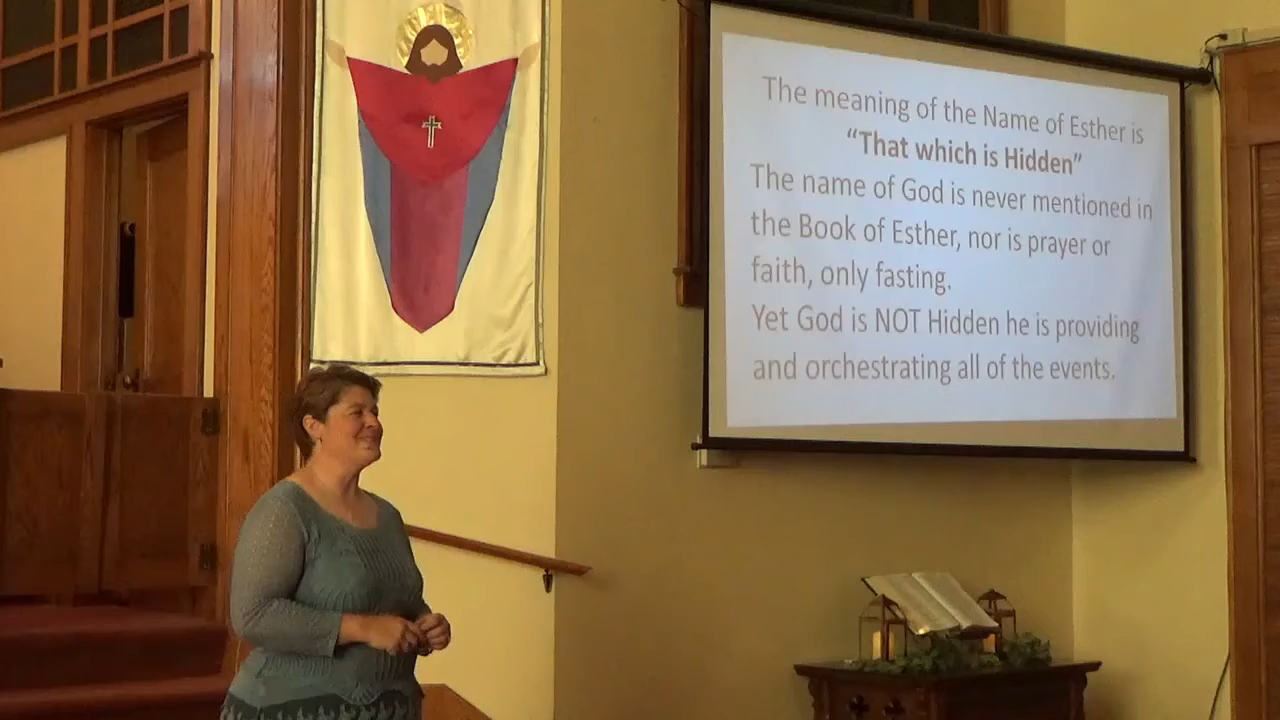 The meaning of the Name of Esther is
“That which is Hidden”
The name of God is never mentioned in
the Book of Esther, nor is prayer or
faith, only fasting.
Yet God is NOT Hidden he is providing
and orchestrating all of the events.